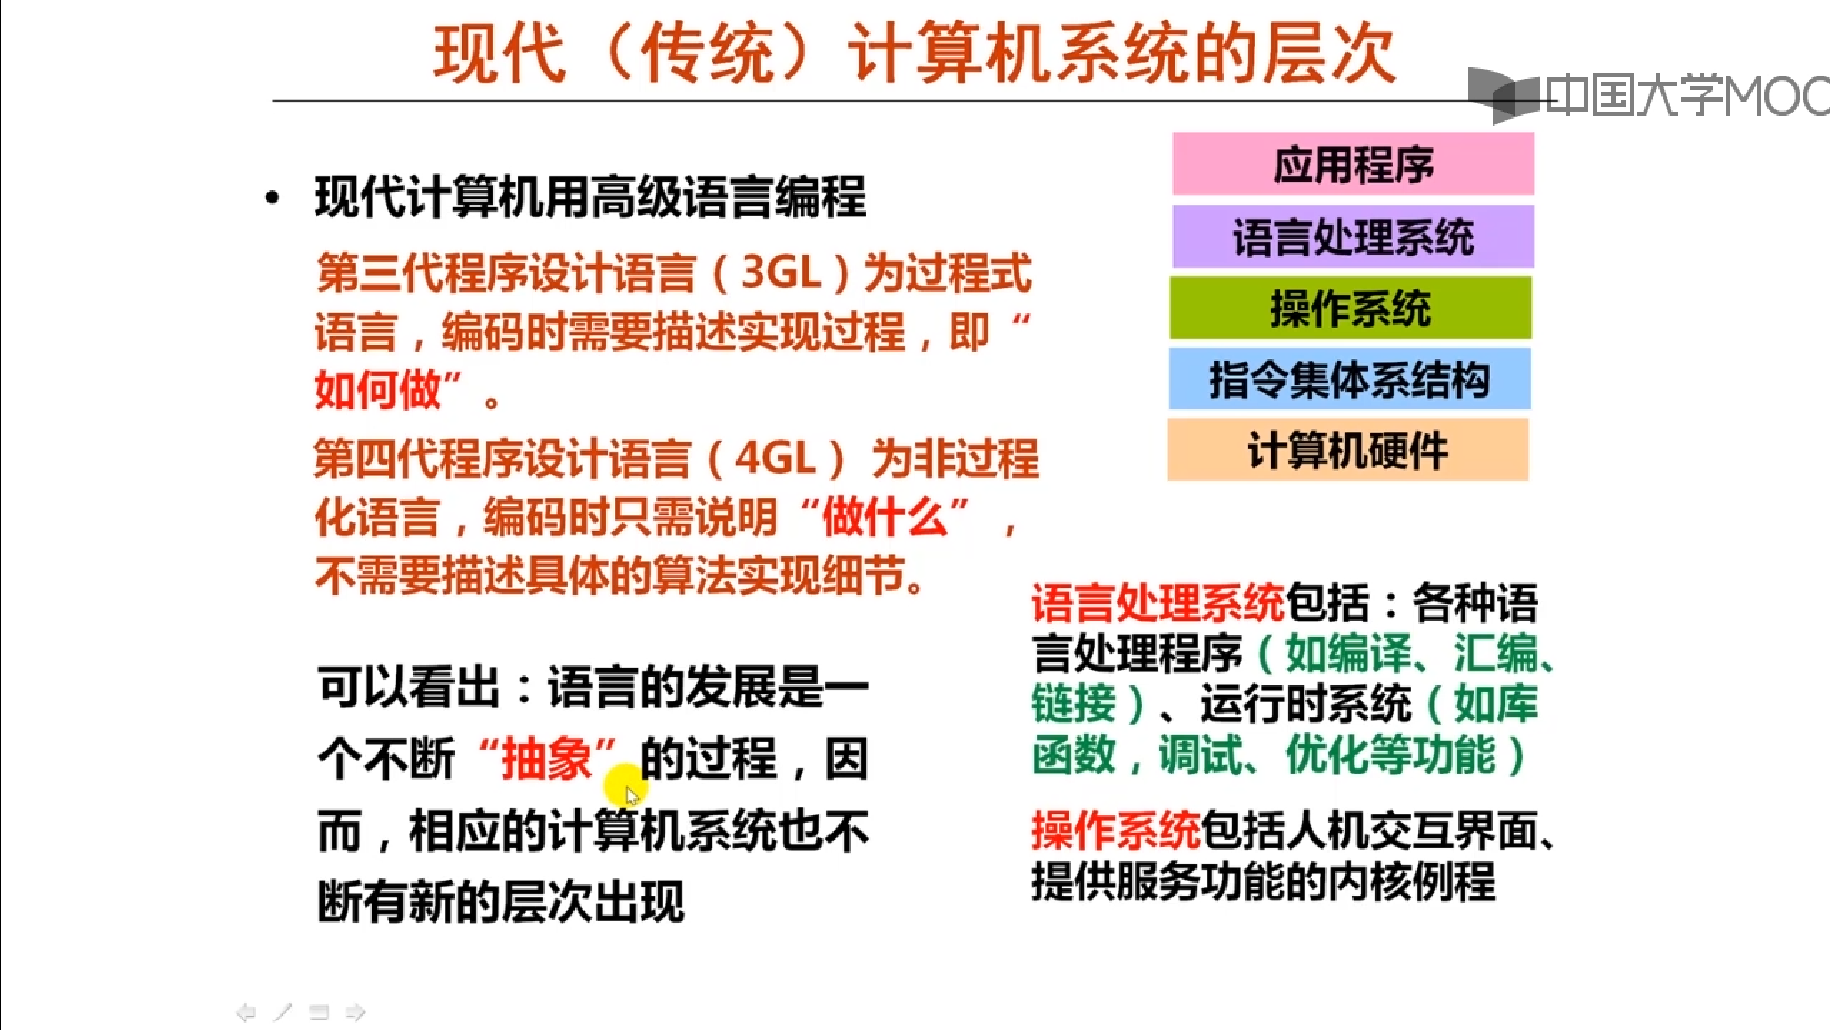 现代（传统）计算机系统的层次
中国大学MOO
• 现代计算机用高级语言编程
第三代程序设计语言（3GL）为过程式
语言，编码时需要描述实现过程，即“
如何做”。
第四代程序设计语言（4GL） 为非过程
化语言，编码时只需说明“做什么”，
不需要描述具体的算法实现细节。
可以看出：语言的发展是一
个不断“抽象”的过程，因
而，相应的计算机系统也不
断有新的层次出现
应用程序
语言处理系统
操作系统
指令集体系结构
计算机硬件
语言处理系统包括：各种语
言处理程序（如编译、汇编、
链接）、运行时系统（如库
函数，调试、优化等功能）
操作系统包括人机交互界面、
提供服务功能的内核例程